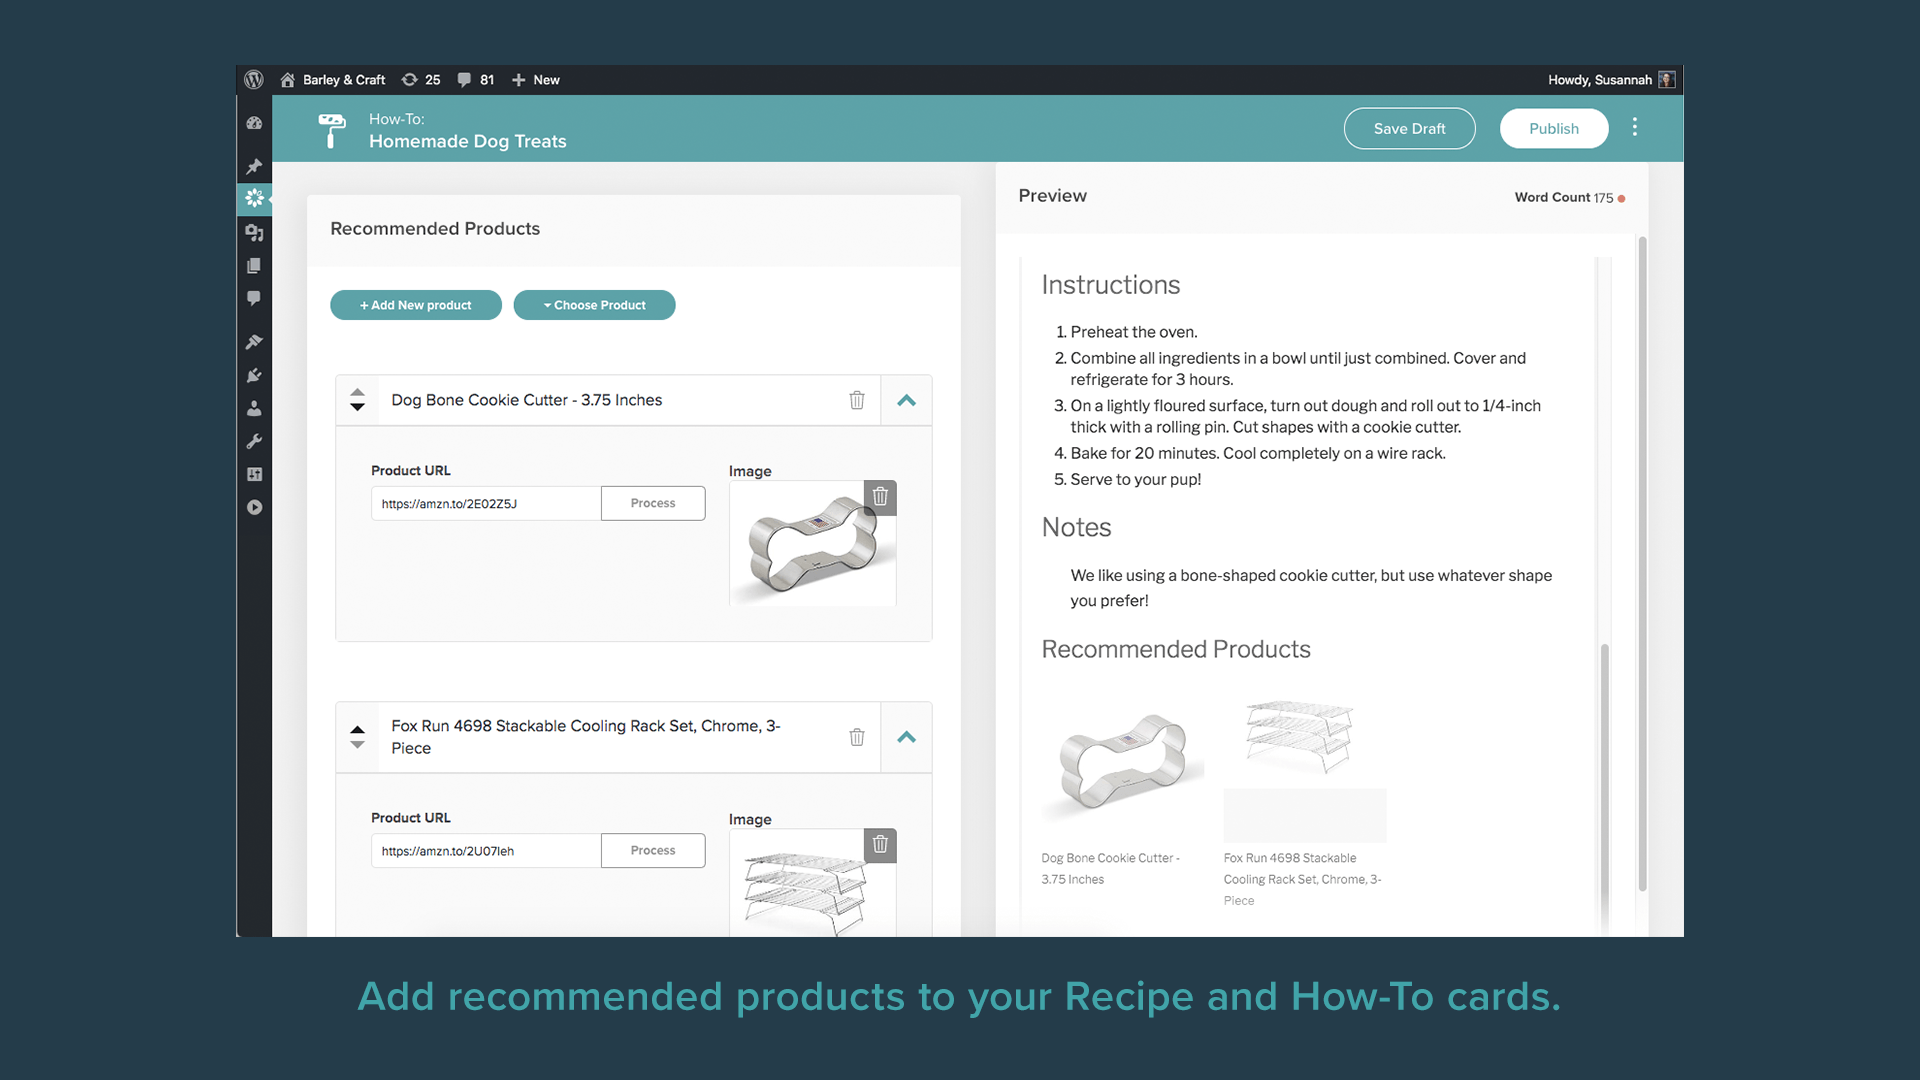 Barley & Craft 25 81 New Howdy, Susannah
How-To:
Homemade Dog Treats
Save Draft Publish
Recommended Products
+ Add New product Choose Product
Dog Bone Cookie Cutter - 3.75 Inches
Product URL Image
https://amzn.to/2E02Z5J Process
Fox Run 4698 Stackable Cooling Rack Set, Chrome, 3-
Piece
Product URL Image
https://amzn.to/2U07Ieh Process
Preview Word Count 175
Instructions
1. Preheat the oven.
2. Combine all ingredients in a bowl until just combined. Cover and
refrigerate for 3 hours.
3. On a lightly floured surface, turn out dough and roll out to 1/4-inch
thick with a rolling pin. Cut shapes with a cookie cutter.
4. Bake for 20 minutes. Cool completely on a wire rack.
5. Serve to your pup!
Notes
We like using a bone-shaped cookie cutter, but use whatever shape
you prefer!
Recommended Products
Dog Bone Cookie Cutter -
3.75 Inches
Fox Run 4698 Stackable
Cooling Rack Set, Chrome, 3-
Piece
Add recommended products to your Recipe and How-To cards.